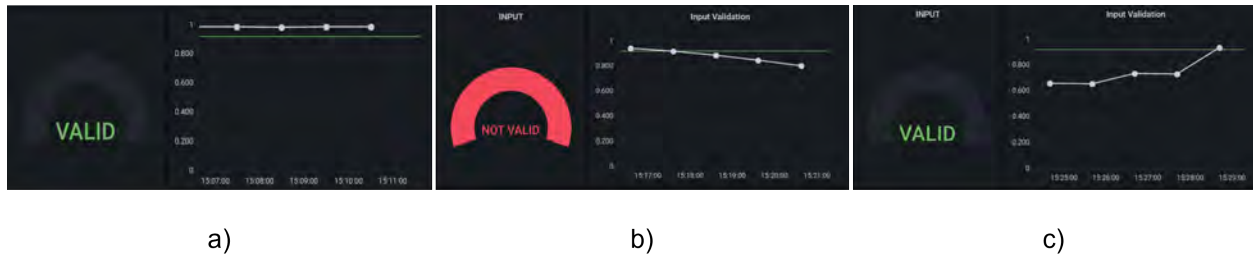 VALID
1
0.800
0.600
0.400
0.200
0
15:07:00 15:08:00 15:09:00 15:10:00 15:11:00
a)
INPUT
Input Validation
NOT VALID
1
0.800
0.600
0.400
0.200
0
15:17:00 15:18:00 15:19:00 15:20:00 15:21:00
b)
INPUT
Input Validation
VALID
1
0.800
0.600
0.400
0.200
0
15:25:00 15:26:00 15:27:00 15:28:00 15:29:00
c)